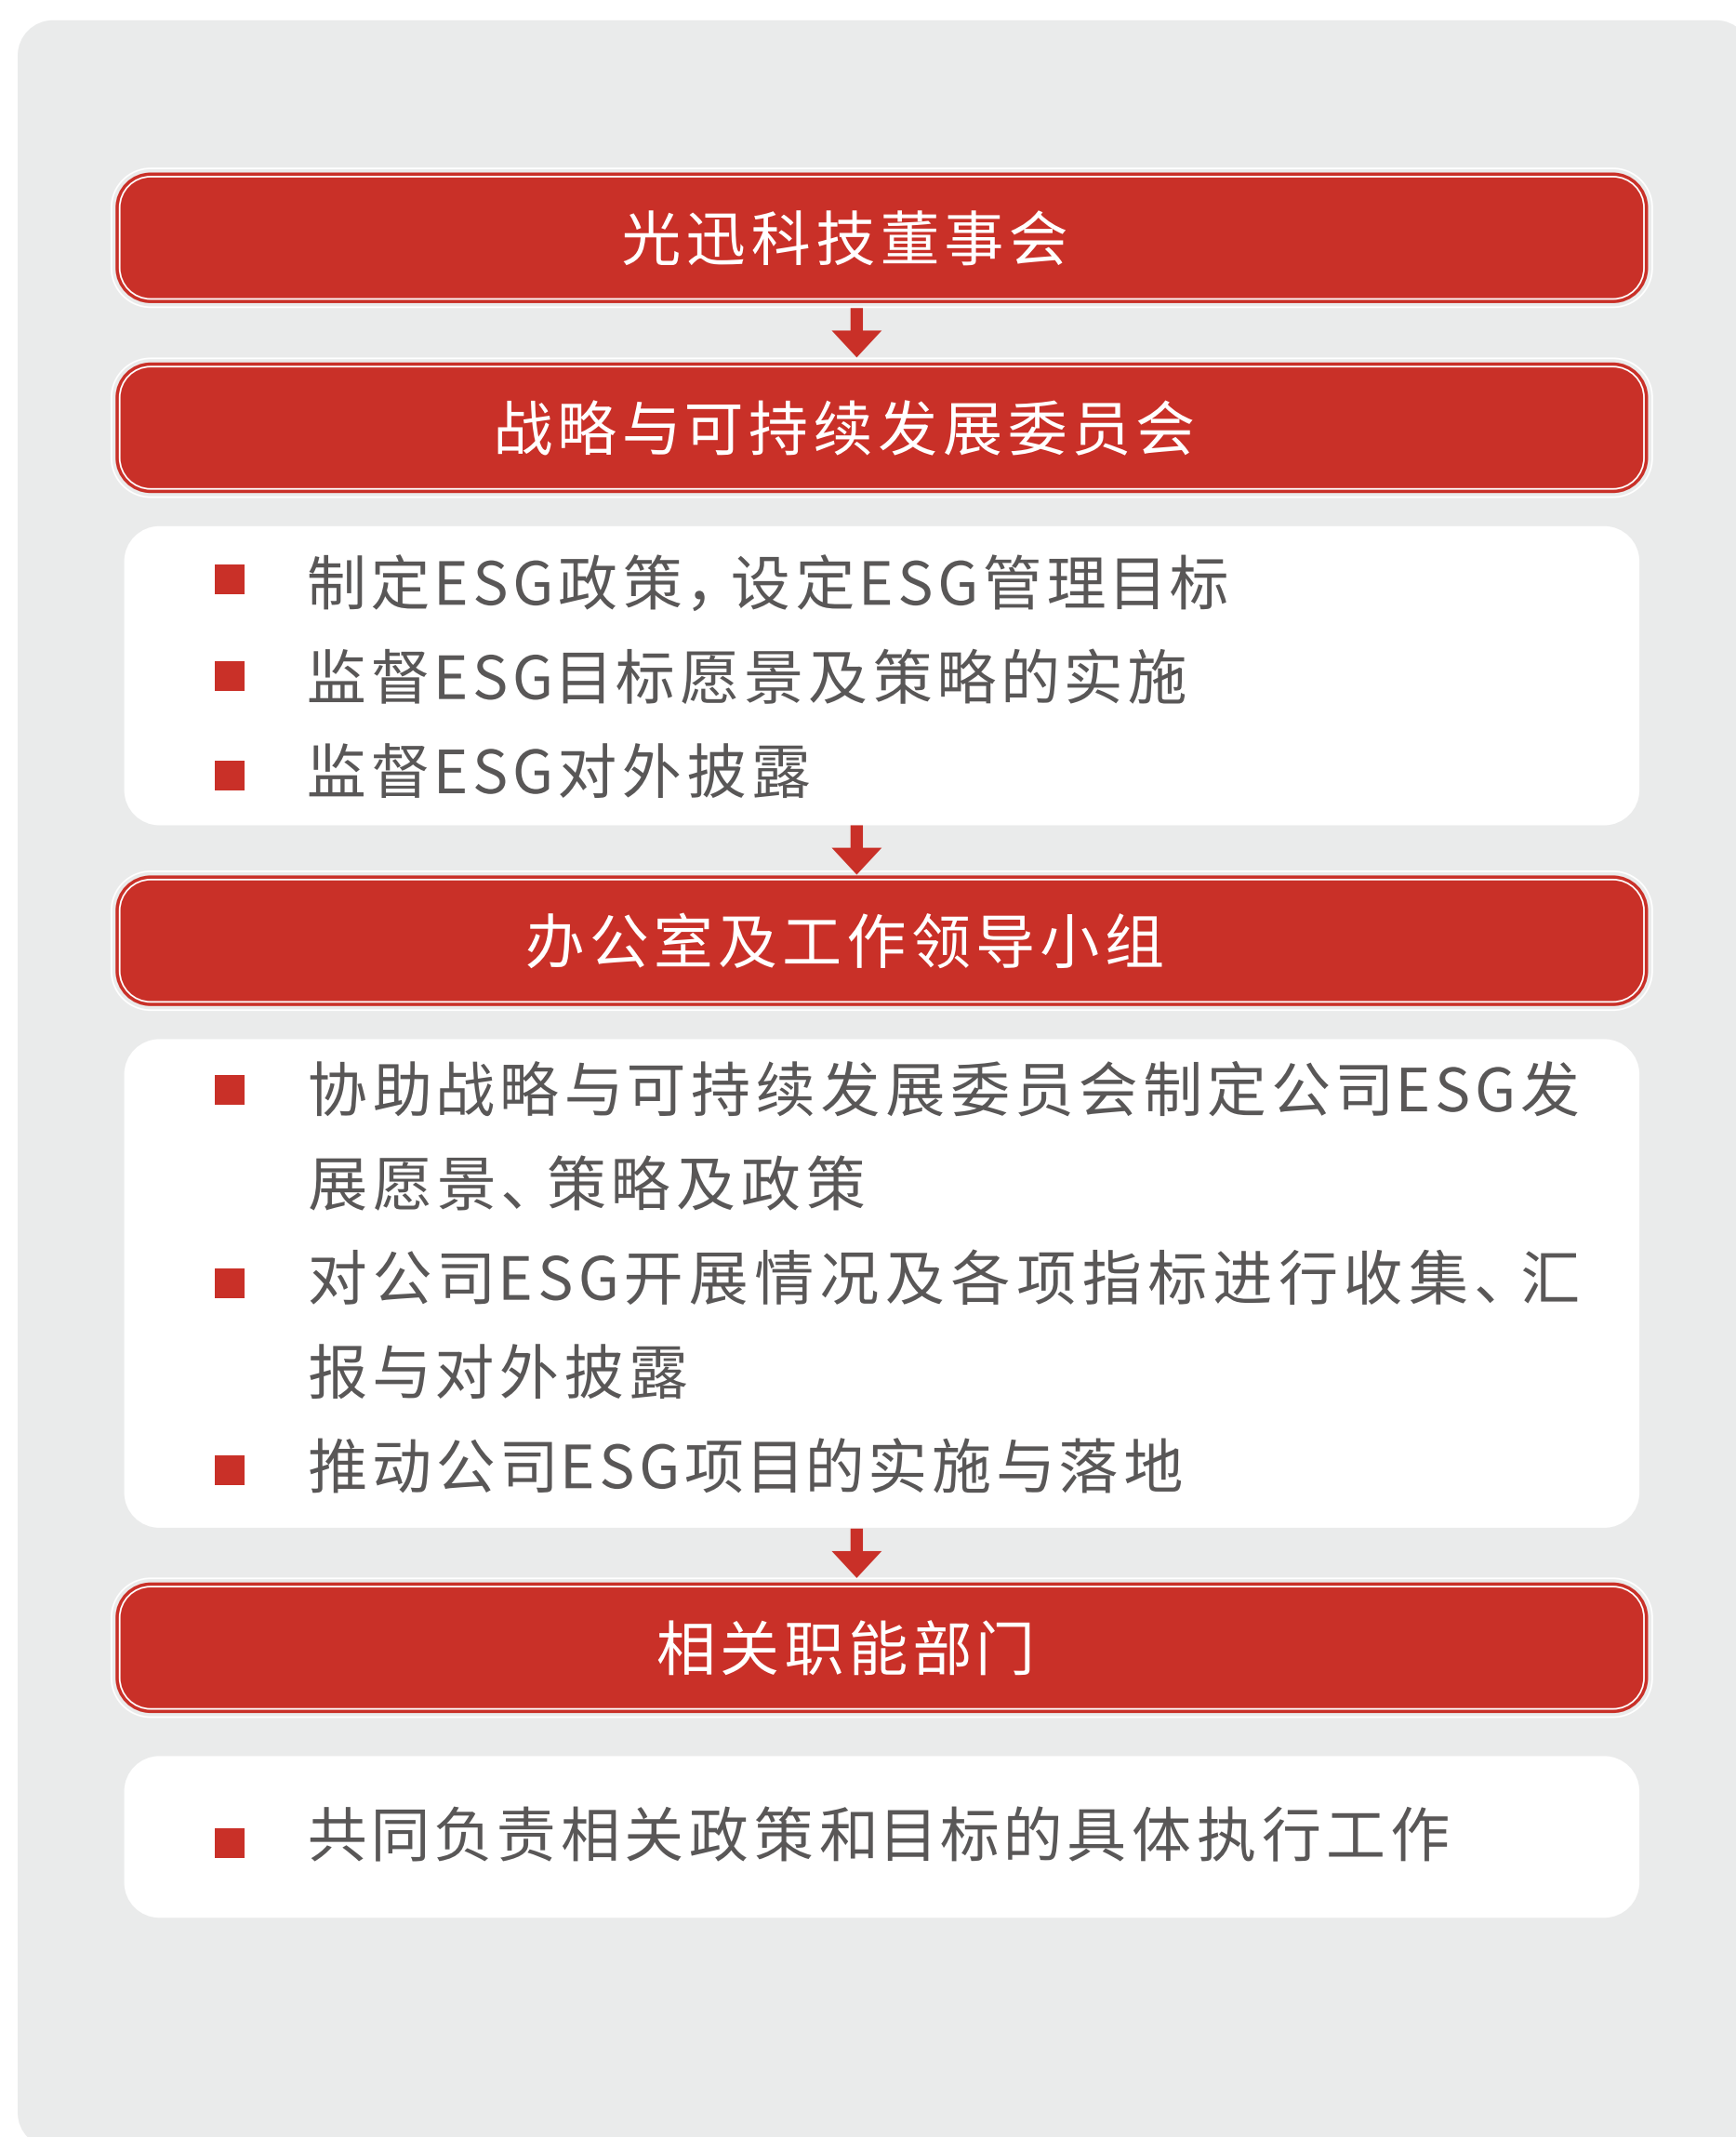 光迅科技董事会
战略与可持续发展委员会
制定ESG政策，设定ESG管理目标
监督ESG目标愿景及策略的实施
监督ESG对外披露
办公室及工作领导小组
协助战略与可持续发展委员会制定公司ESG发
展愿景、策略及政策
对公司ESG开展情况及各项指标进行收集、汇
报与对外披露
推动公司ESG项目的实施与落地
相关职能部门
共同负责相关政策和目标的具体执行工作